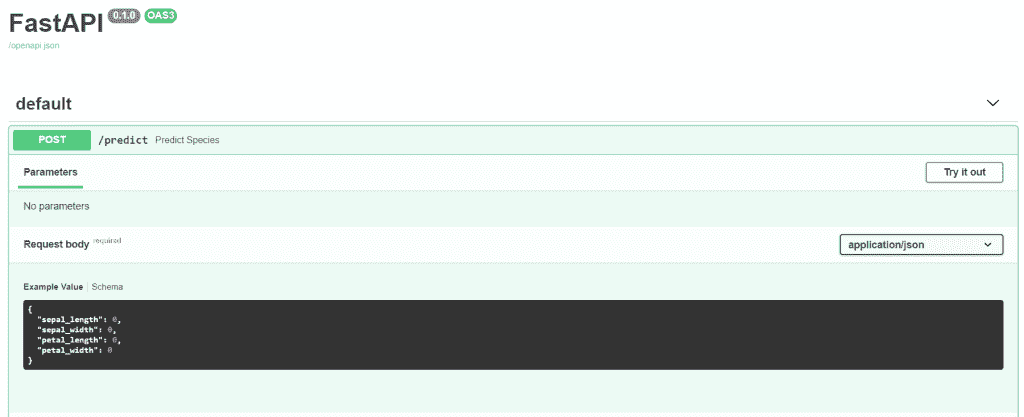 FastAPI 0.1.0 OAS3
/openapi.json
default
POST /predict Predict Species
Parameters Try it out
No parameters
Request body required application/json
Example Value Schema
{
"sepal_length": 0,
"sepal_width": 0,
"petal_length": 0,
"petal_width": 0
}